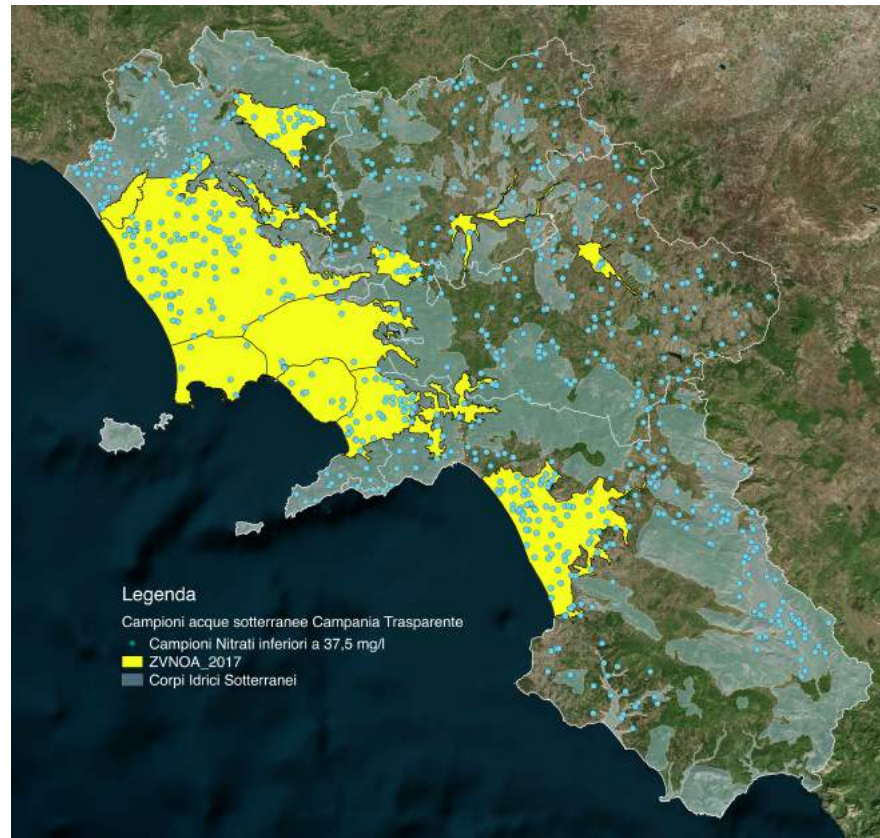 Legenda
Campioni acque sotterranee Campania Trasparente
Campioni Nitrati inferiori a 37,5 mg/l
ZVNOA_2017
Corpi Idrici Sotterranei